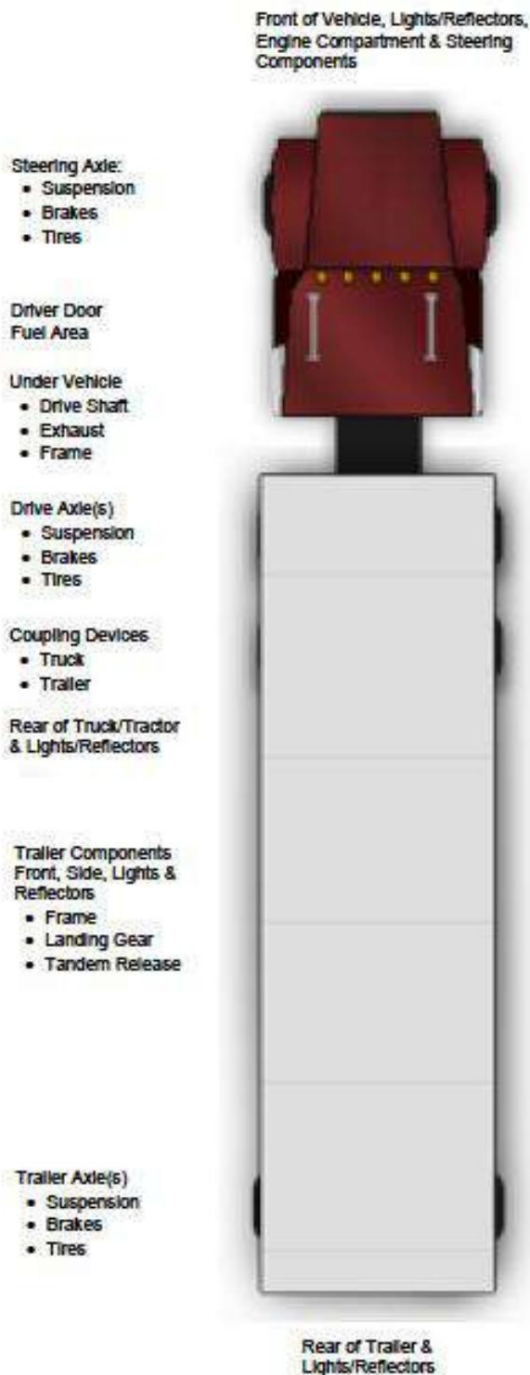 Front of Vehicle, Lights/Reflectors,
Engine Compartment & Steering
Components
Steering Axle:
• Suspension
• Brakes
• Tires
Driver Door
Fuel Area
Under Vehicle
• Drive Shaft
• Exhaust
• Frame
Drive Axle(s)
• Suspension
• Brakes
• Tires
Coupling Devices
• Truck
• Trailer
Rear of Truck/Tractor
& Lights/Reflectors
Trailer Components
Front, Side, Lights &
Reflectors
• Frame
• Landing Gear
• Tandem Release
Trailer Axle(s)
• Suspension
• Brakes
• Tires
Rear of Trailer &
Lights/Reflectors